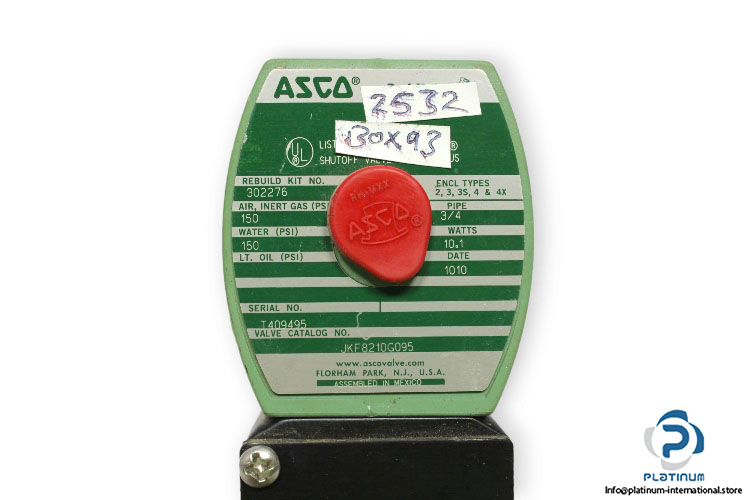 ASCO®
2532
BOX93
UL LIST
SHUTOFF VALVE US
REBUILD KIT NO. ENCL TYPES
302276 2, 3, 3S, 4 & 4X
AIR, INERT GAS (PSI PIPE
150 3/4
WATER (PSI) WATTS
150 10.1
LT. OIL (PSI) DATE
1010
ASCO®
SERIAL NO.
T409495
VALVE CATALOG NO.
JKF8210G095
www.ascovalve.com
FLORHAM PARK, N.J., U.S.A.
ASSEMBLED IN MEXICO
PLATINUM
Info@platinum-international.store